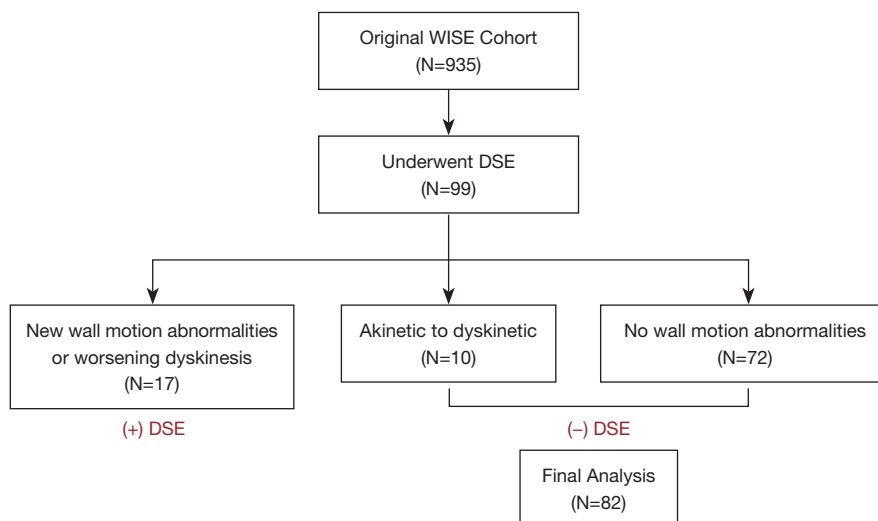 Original WISE Cohort
(N=935)
Underwent DSE
(N=99)
New wall motion abnormalities
or worsening dyskinesis
(N=17)
Akinetic to dyskinetic
(N=10)
No wall motion abnormalities
(N=72)
(+) DSE
(−) DSE
Final Analysis
(N=82)